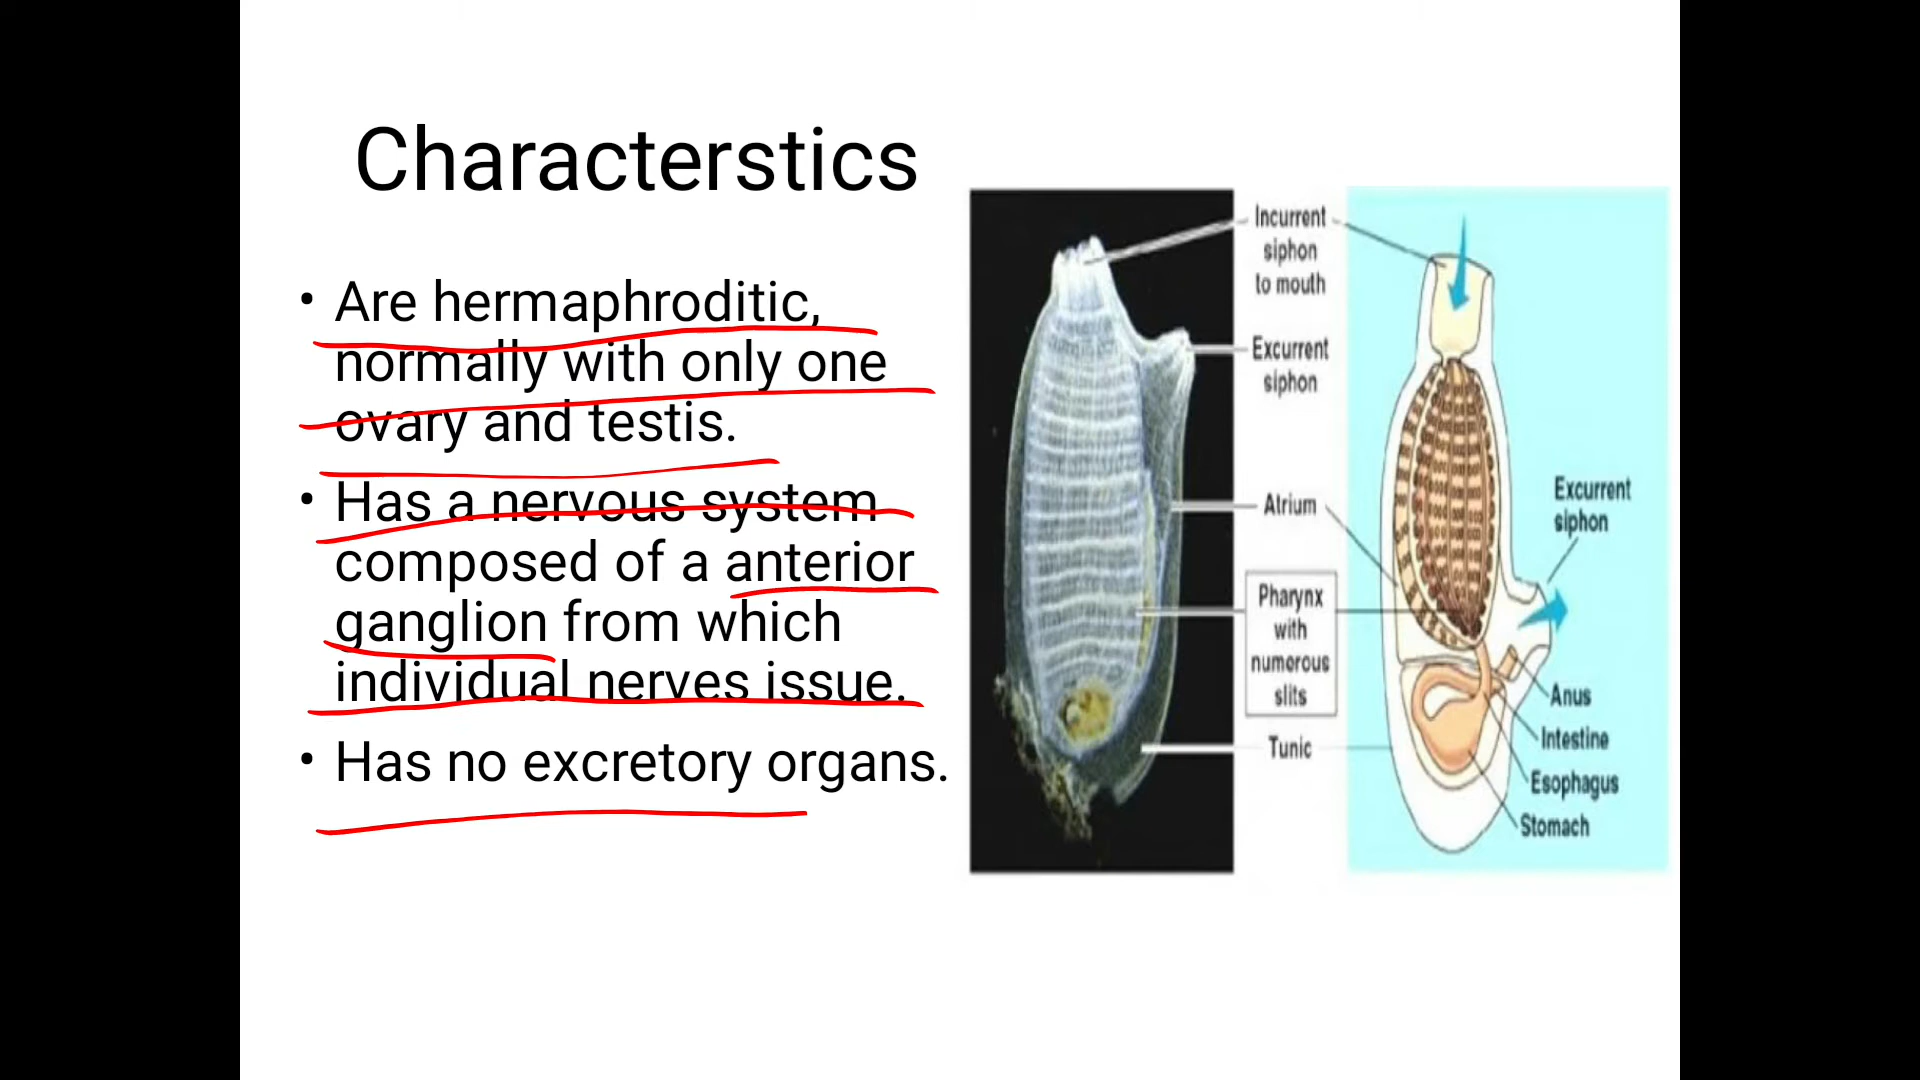 Characterstics
• Are hermaphroditic,
normally with only one
ovary and testis.
• Has a nervous system
composed of a anterior
ganglion from which
individual nerves issue.
• Has no excretory organs.
Incurrent
siphon
to mouth
Excurrent
siphon
Atrium
Pharynx
with
numerous
slits
Tunic
Excurrent
siphon
Anus
Intestine
Esophagus
Stomach